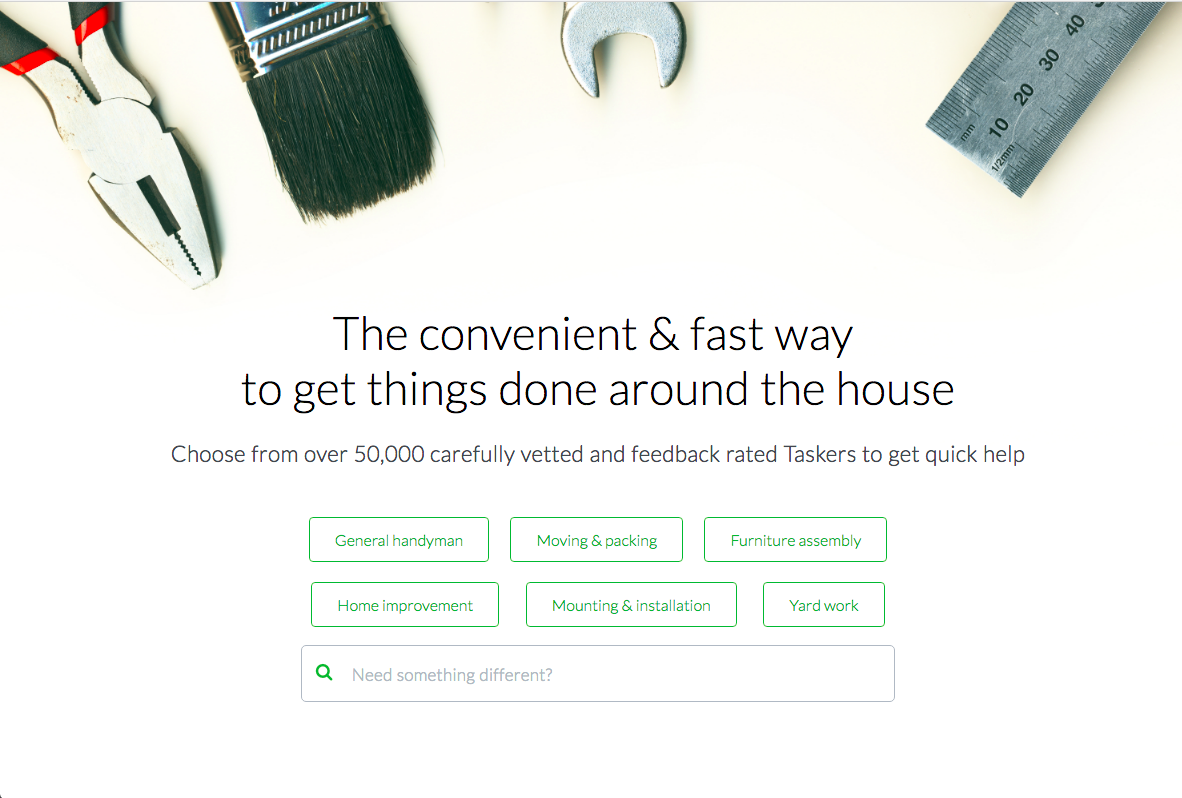 mm 10 20 30 40
1/2mm
The convenient & fast way
to get things done around the house
Choose from over 50,000 carefully vetted and feedback rated Taskers to get quick help
General handyman
Moving & packing
Furniture assembly
Home improvement
Mounting & installation
Yard work
Need something different?